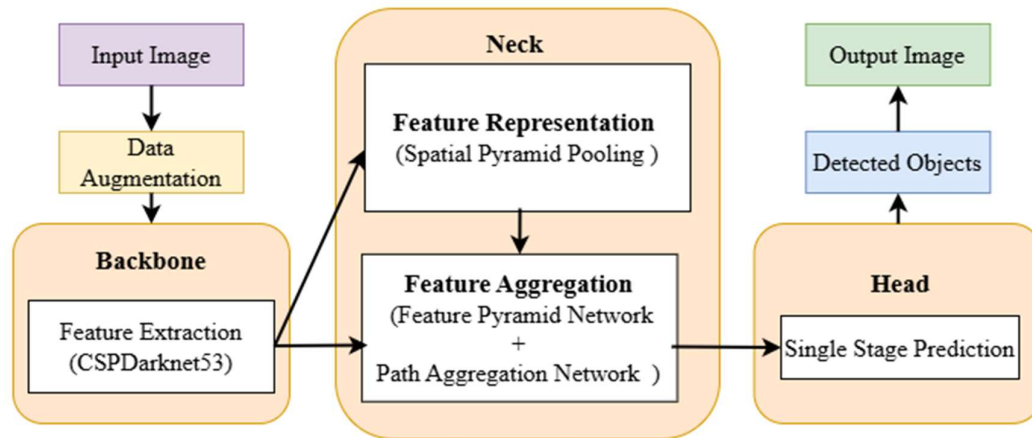 Input Image
Data
Augmentation
Backbone
Feature Extraction
(CSPDarknet53)
Neck
Feature Representation
(Spatial Pyramid Pooling )
Feature Aggregation
(Feature Pyramid Network
+
Path Aggregation Network )
Output Image
Detected Objects
Head
Single Stage Prediction